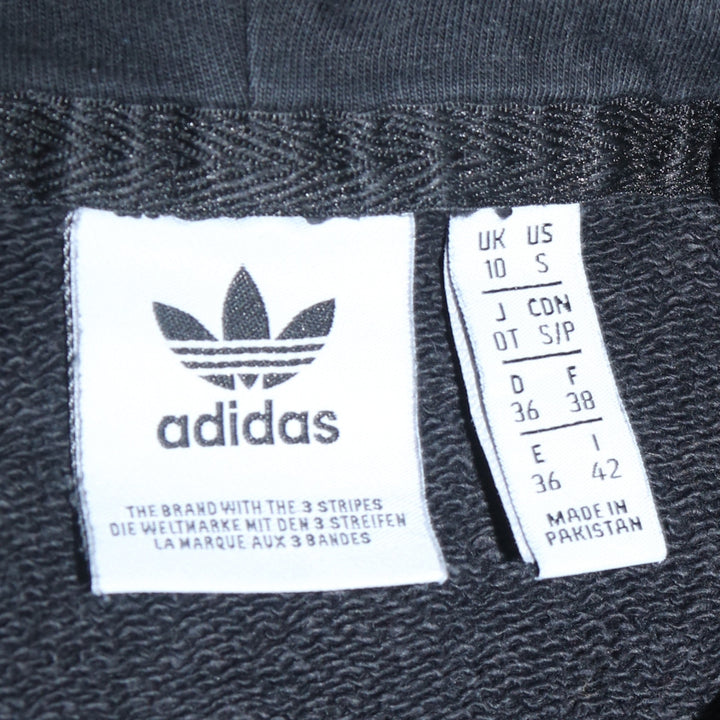 adidas
THE BRAND WITH THE 3 STRIPES
DIE WELTMARKE MIT DEN 3 STREIFEN
LA MARQUE AUX 3 BANDES
UK US
10 S
J CDN
OT S/P
D F
36 38
E I
36 42
MADE IN
PAKISTAN